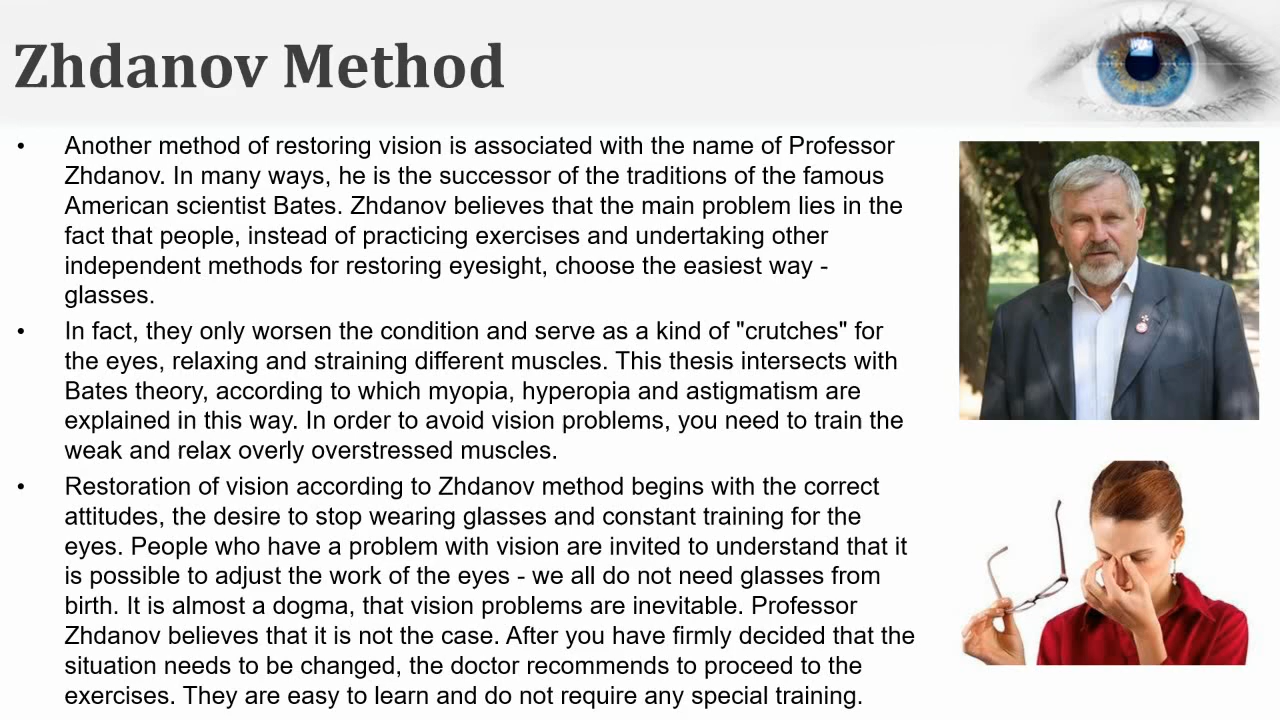 Zhdanov Method
• Another method of restoring vision is associated with the name of Professor
Zhdanov. In many ways, he is the successor of the traditions of the famous
American scientist Bates. Zhdanov believes that the main problem lies in the
fact that people, instead of practicing exercises and undertaking other
independent methods for restoring eyesight, choose the easiest way -
glasses.
• In fact, they only worsen the condition and serve as a kind of "crutches" for
the eyes, relaxing and straining different muscles. This thesis intersects with
Bates theory, according to which myopia, hyperopia and astigmatism are
explained in this way. In order to avoid vision problems, you need to train the
weak and relax overly overstressed muscles.
• Restoration of vision according to Zhdanov method begins with the correct
attitudes, the desire to stop wearing glasses and constant training for the
eyes. People who have a problem with vision are invited to understand that it
is possible to adjust the work of the eyes - we all do not need glasses from
birth. It is almost a dogma, that vision problems are inevitable. Professor
Zhdanov believes that it is not the case. After you have firmly decided that the
situation needs to be changed, the doctor recommends to proceed to the
exercises. They are easy to learn and do not require any special training.